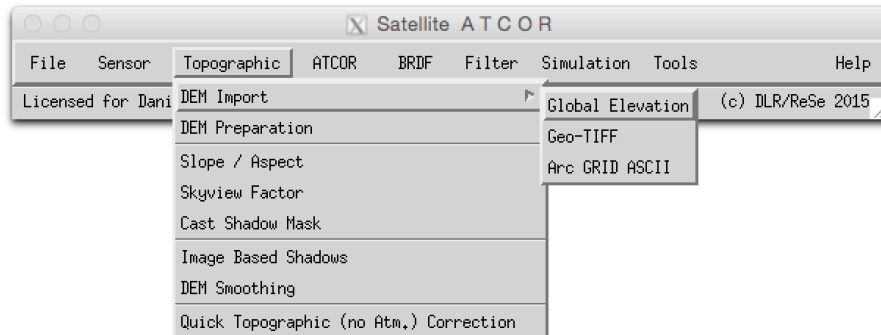 Satellite A T C O R
File Sensor Topographic ATCOR BRDF Filter Simulation Tools Help
Licensed for Dani
(c) DLR/ReSe 2015
DEM Import
DEM Preparation
Slope / Aspect
Skyview Factor
Cast Shadow Mask
Image Based Shadows
DEM Smoothing
Quick Topographic (no Atm.) Correction
Global Elevation
Geo-TIFF
Arc GRID ASCII